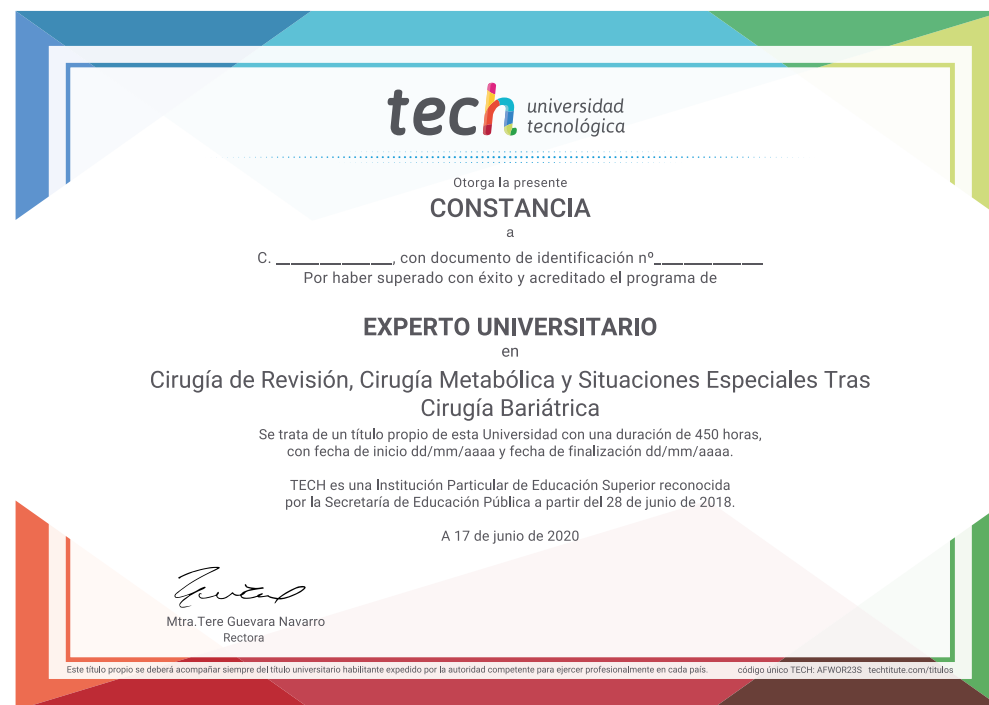 tech universidad
tecnológica
Otorga la presente
CONSTANCIA
a
C. ______________, con documento de identificación nº_____________
Por haber superado con éxito y acreditado el programa de
EXPERTO UNIVERSITARIO
en
Cirugía de Revisión, Cirugía Metabólica y Situaciones Especiales Tras
Cirugía Bariátrica
Se trata de un título propio de esta Universidad con una duración de 450 horas,
con fecha de inicio dd/mm/aaaa y fecha de finalización dd/mm/aaaa.
TECH es una Institución Particular de Educación Superior reconocida
por la Secretaría de Educación Pública a partir del 28 de junio de 2018.
A 17 de junio de 2020
Mtra.Tere Guevara Navarro
Rectora
Este título propio se deberá acompañar siempre del título universitario habilitante expedido por la autoridad competente para ejercer profesionalmente en cada país. código único TECH: AFWOR23S techtitute.com/titulos